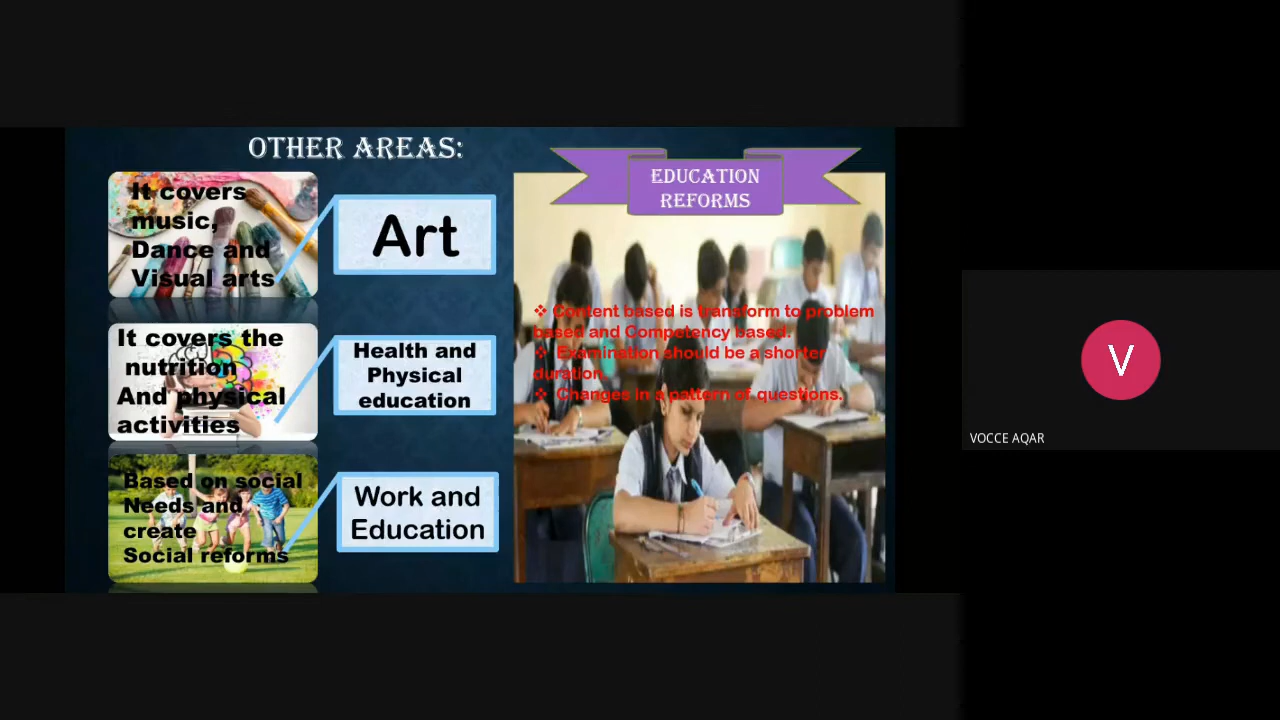 OTHER AREAS:
It covers
music,
Dance and
Visual arts
Art
It covers the
nutrition
And physical
activities
Health and
Physical
education
Based on social
Needs and
create
Social reforms
Work and
Education
EDUCATION
REFORMS
❖ Content based is transform to problem
based and Competency based.
❖ Examination should be a shorter
duration.
❖ Changes in a pattern of questions.
V
VOCCE AQAR